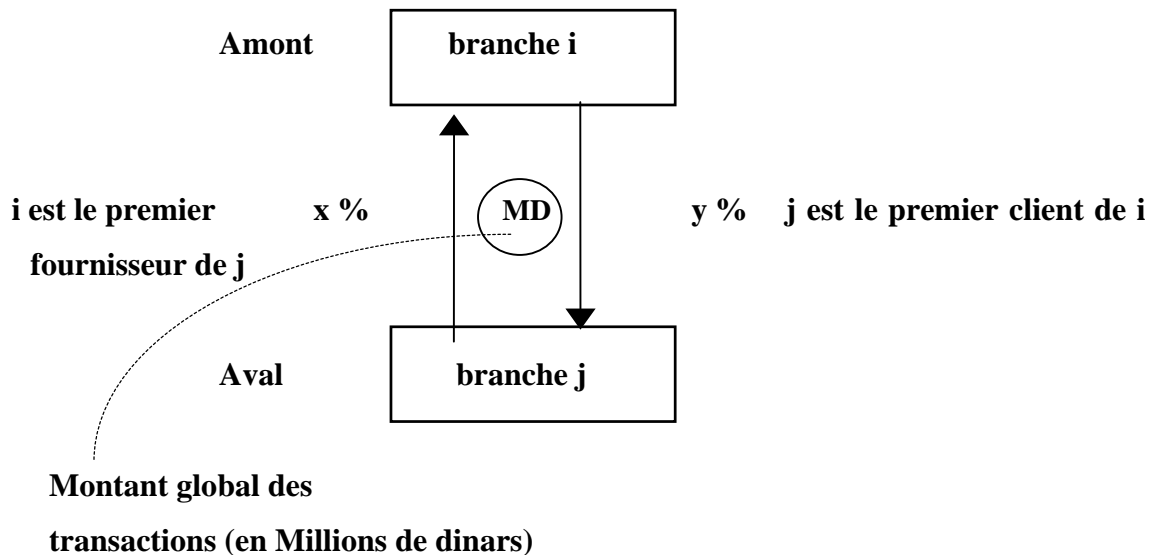 Amont branche i
i est le premier x % MD y % j est le premier client de i
fournisseur de j
Aval branche j
Montant global des
transactions (en Millions de dinars)